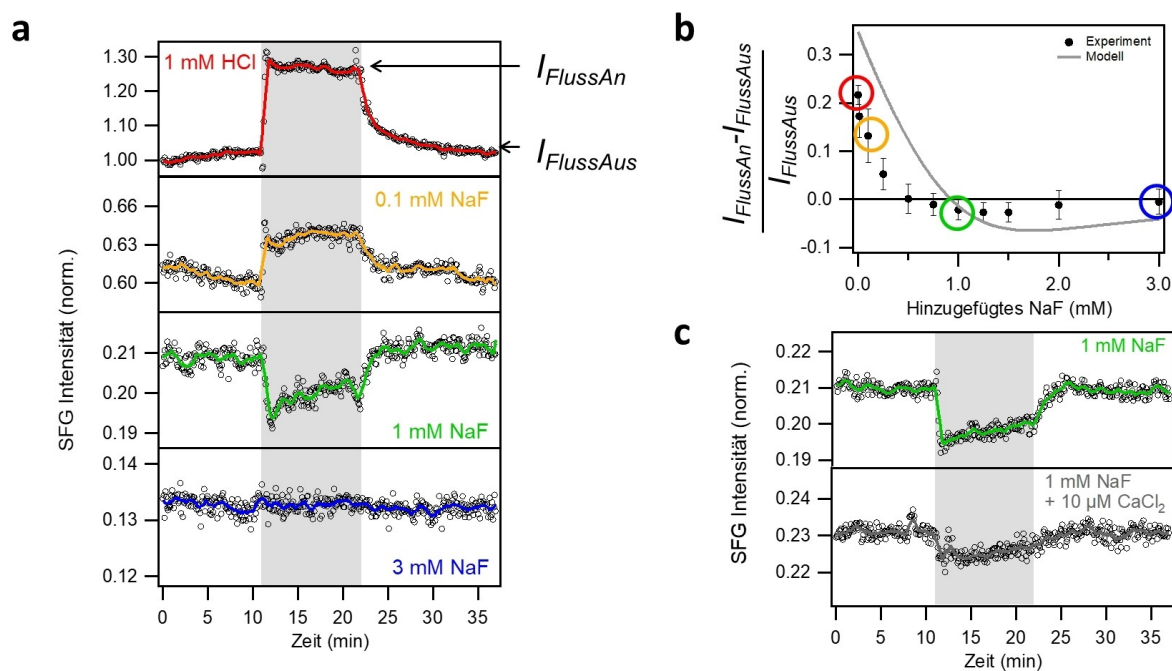 a
SFG Intensität (norm.)
1.30
1.20
1.10
1.00
1 mM HCl
I_FlussAn
I_FlussAus
0.66
0.63
0.60
0.1 mM NaF
0.21
0.20
0.19
1 mM NaF
0.14
0.13
0.12
3 mM NaF
0 5 10 15 20 25 30 35
Zeit (min)
b
I_FlussAn-I_FlussAus
I_FlussAus
0.3
0.2
0.1
0.0
-0.1
Experiment
Modell
0.0 1.0 2.0 3.0
Hinzugefügtes NaF (mM)
c
SFG Intensität (norm.)
0.22
0.21
0.20
0.19
1 mM NaF
0.24
0.23
0.22
1 mM NaF
+ 10 µM CaCl₂
0 5 10 15 20 25 30 35
Zeit (min)